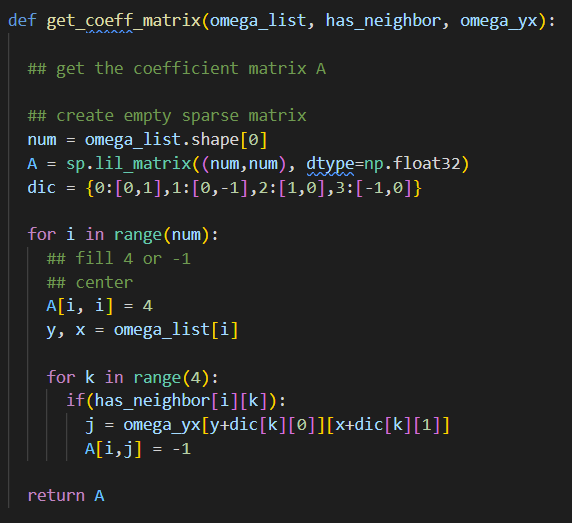 def get_coeff_matrix(omega_list, has_neighbor, omega_yx):
## get the coefficient matrix A
## create empty sparse matrix
num = omega_list.shape[0]
A = sp.lil_matrix((num,num), dtype=np.float32)
dic = {0:[0,1],1:[0,-1],2:[1,0],3:[-1,0]}
for i in range(num):
## fill 4 or -1
## center
A[i, i] = 4
y, x = omega_list[i]
for k in range(4):
if(has_neighbor[i][k]):
j = omega_yx[y+dic[k][0]][x+dic[k][1]]
A[i,j] = -1
return A